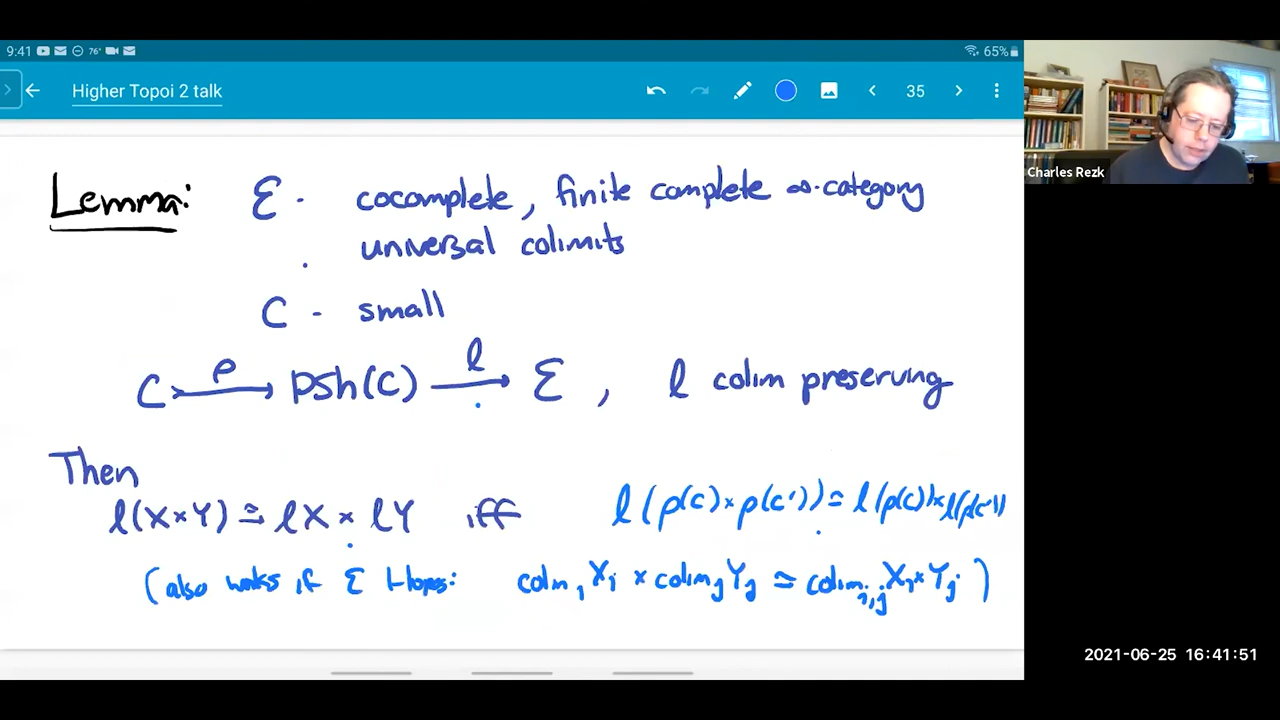 9:41 76° 65%
Higher Topoi 2 talk 35
Charles Rezk
Lemma: ℰ · cocomplete, finite complete ∞-category
universal colimits
C - small
C ↣ρ PSh(C) →l ℰ, l colim preserving
Then
l(X×Y) ≅ lX × lY iff l(ρ(c)×ρ(c')) ≅ l(ρ(c))×l(ρ(c'))
(also works if ℰ 1-topos: colim_i X_i × colim_j Y_j ≃ colim_{i,j} X_i × Y_j)
2021-06-25 16:41:51